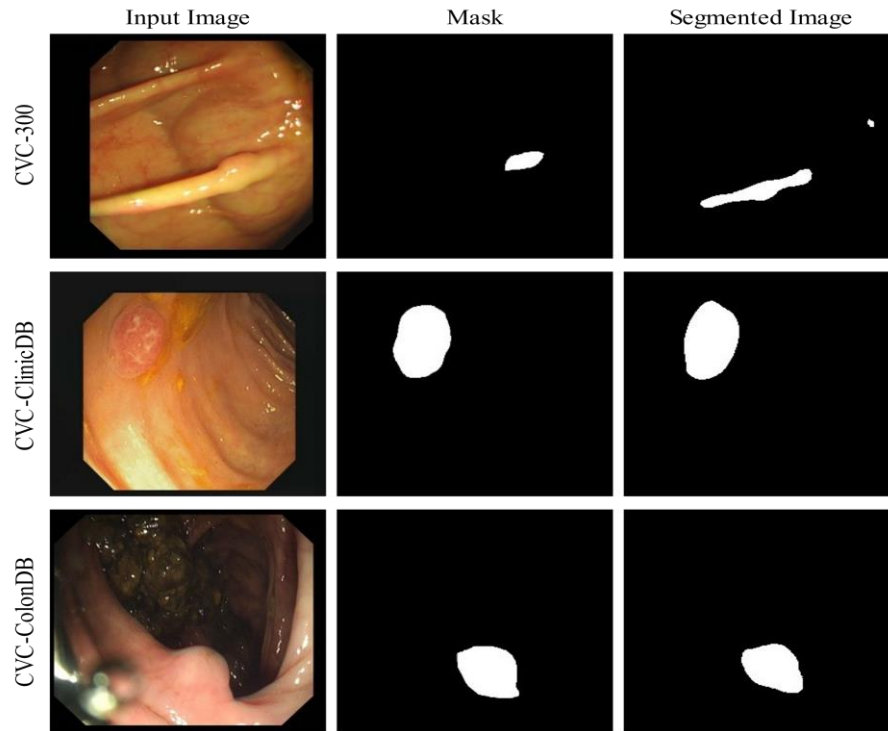 Input Image
Mask
Segmented Image
CVC-300
CVC-ClinicDB
CVC-ColonDB